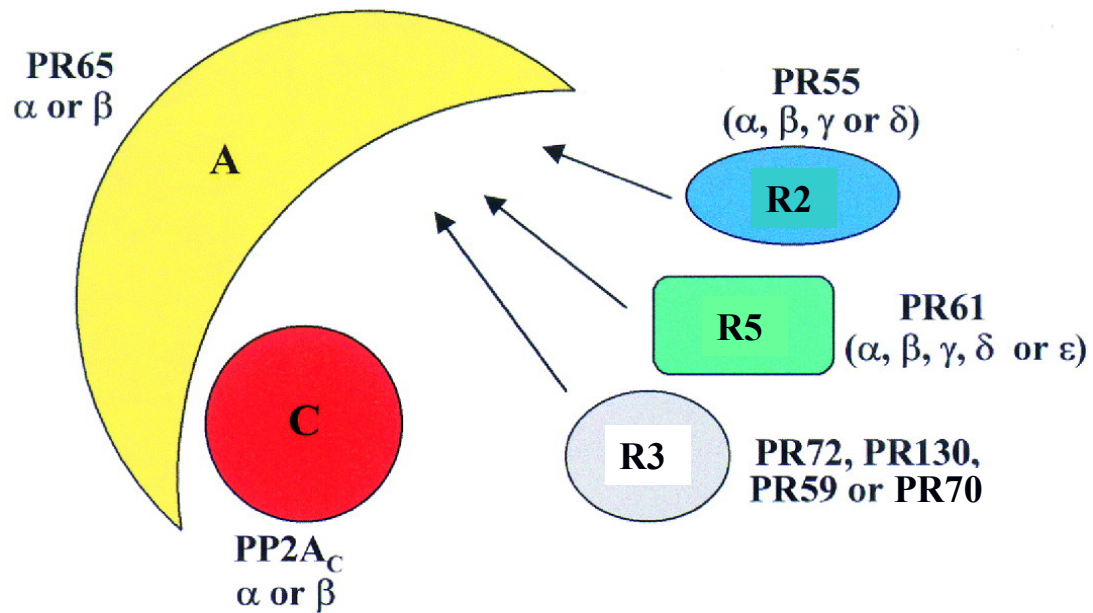 PR65
α or β
A
C
PP2A_C
α or β
PR55
(α, β, γ or δ)
R2
R5
PR61
(α, β, γ, δ or ε)
R3
PR72, PR130,
PR59 or PR70